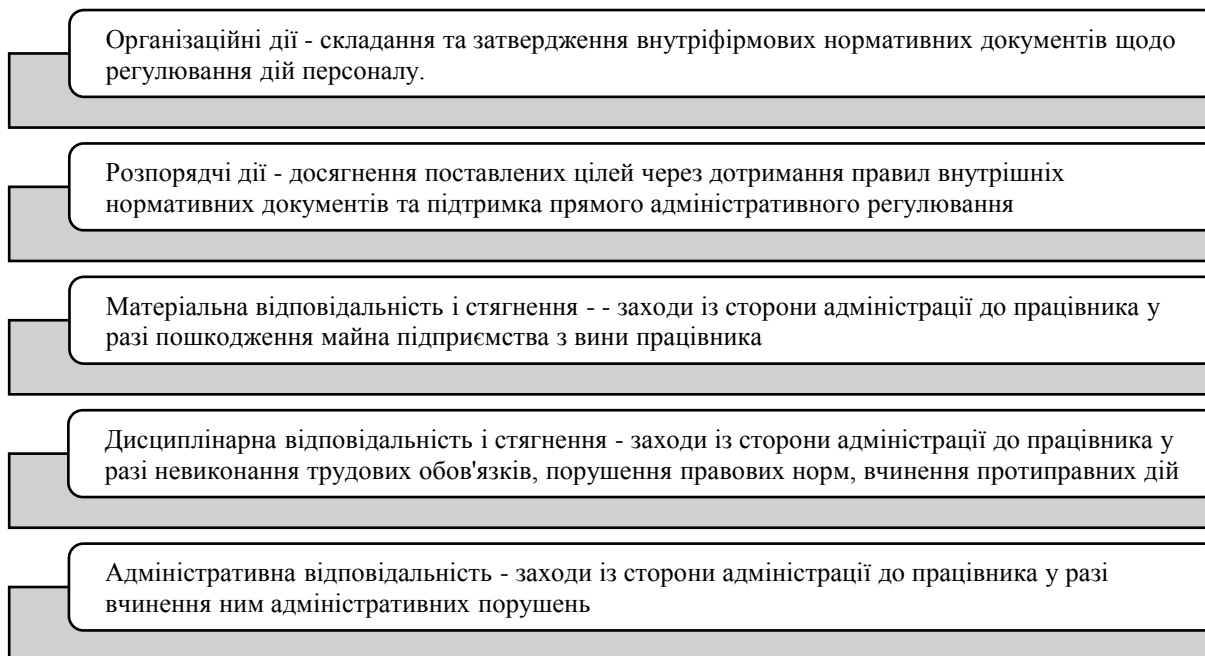 Організаційні дії - складання та затвердження внутріфірмових нормативних документів щодо
регулювання дій персоналу.
Розпорядчі дії - досягнення поставлених цілей через дотримання правил внутрішніх
нормативних документів та підтримка прямого адміністративного регулювання
Матеріальна відповідальність і стягнення - - заходи із сторони адміністрації до працівника у
разі пошкодження майна підприємства з вини працівника
Дисциплінарна відповідальність і стягнення - заходи із сторони адміністрації до працівника у
разі невиконання трудових обов'язків, порушення правових норм, вчинення протиправних дій
Адміністративна відповідальність - заходи із сторони адміністрації до працівника у разі
вчинення ним адміністративних порушень